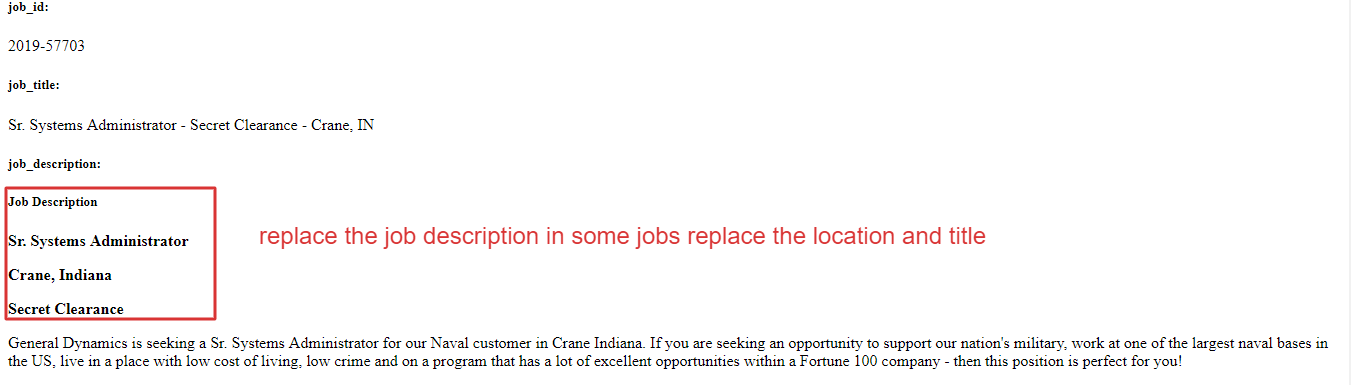 job_id:
2019-57703
job_title:
Sr. Systems Administrator - Secret Clearance - Crane, IN
job_description:
Job Description
Sr. Systems Administrator
replace the job description in some jobs replace the location and title
Crane, Indiana
Secret Clearance
General Dynamics is seeking a Sr. Systems Administrator for our Naval customer in Crane Indiana. If you are seeking an opportunity to support our nation's military, work at one of the largest naval bases in
the US, live in a place with low cost of living, low crime and on a program that has a lot of excellent opportunities within a Fortune 100 company - then this position is perfect for you!